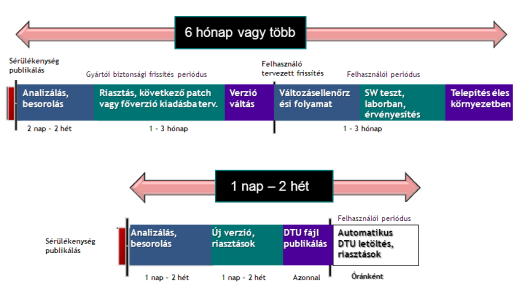 6 hónap vagy több
Sérülékenység
publikálás
Gyártói biztonsági frissítés periódus
Felhasználó
tervezett frissítés
Felhasználói periódus
Analizálás,
besorolás
Riasztás, következő patch
vagy főverzió kiadásba terv.
Verzió
váltás
Változásellenőrz
ési folyamat
SW teszt,
laborban,
érvényesítés
Telepítés éles
környezetben
2 nap - 2 hét
1 - 3 hónap
1 - 3 hónap
1 nap – 2 hét
Felhasználói periódus
Sérülékenység
publikálás
Analizálás,
besorolás
Új verzió,
riasztások
DTU fájl
publikálás
Automatikus
DTU letöltés,
riasztások
1 nap - 2 hét
1 nap - 2 hét
Azonnal
Óránként